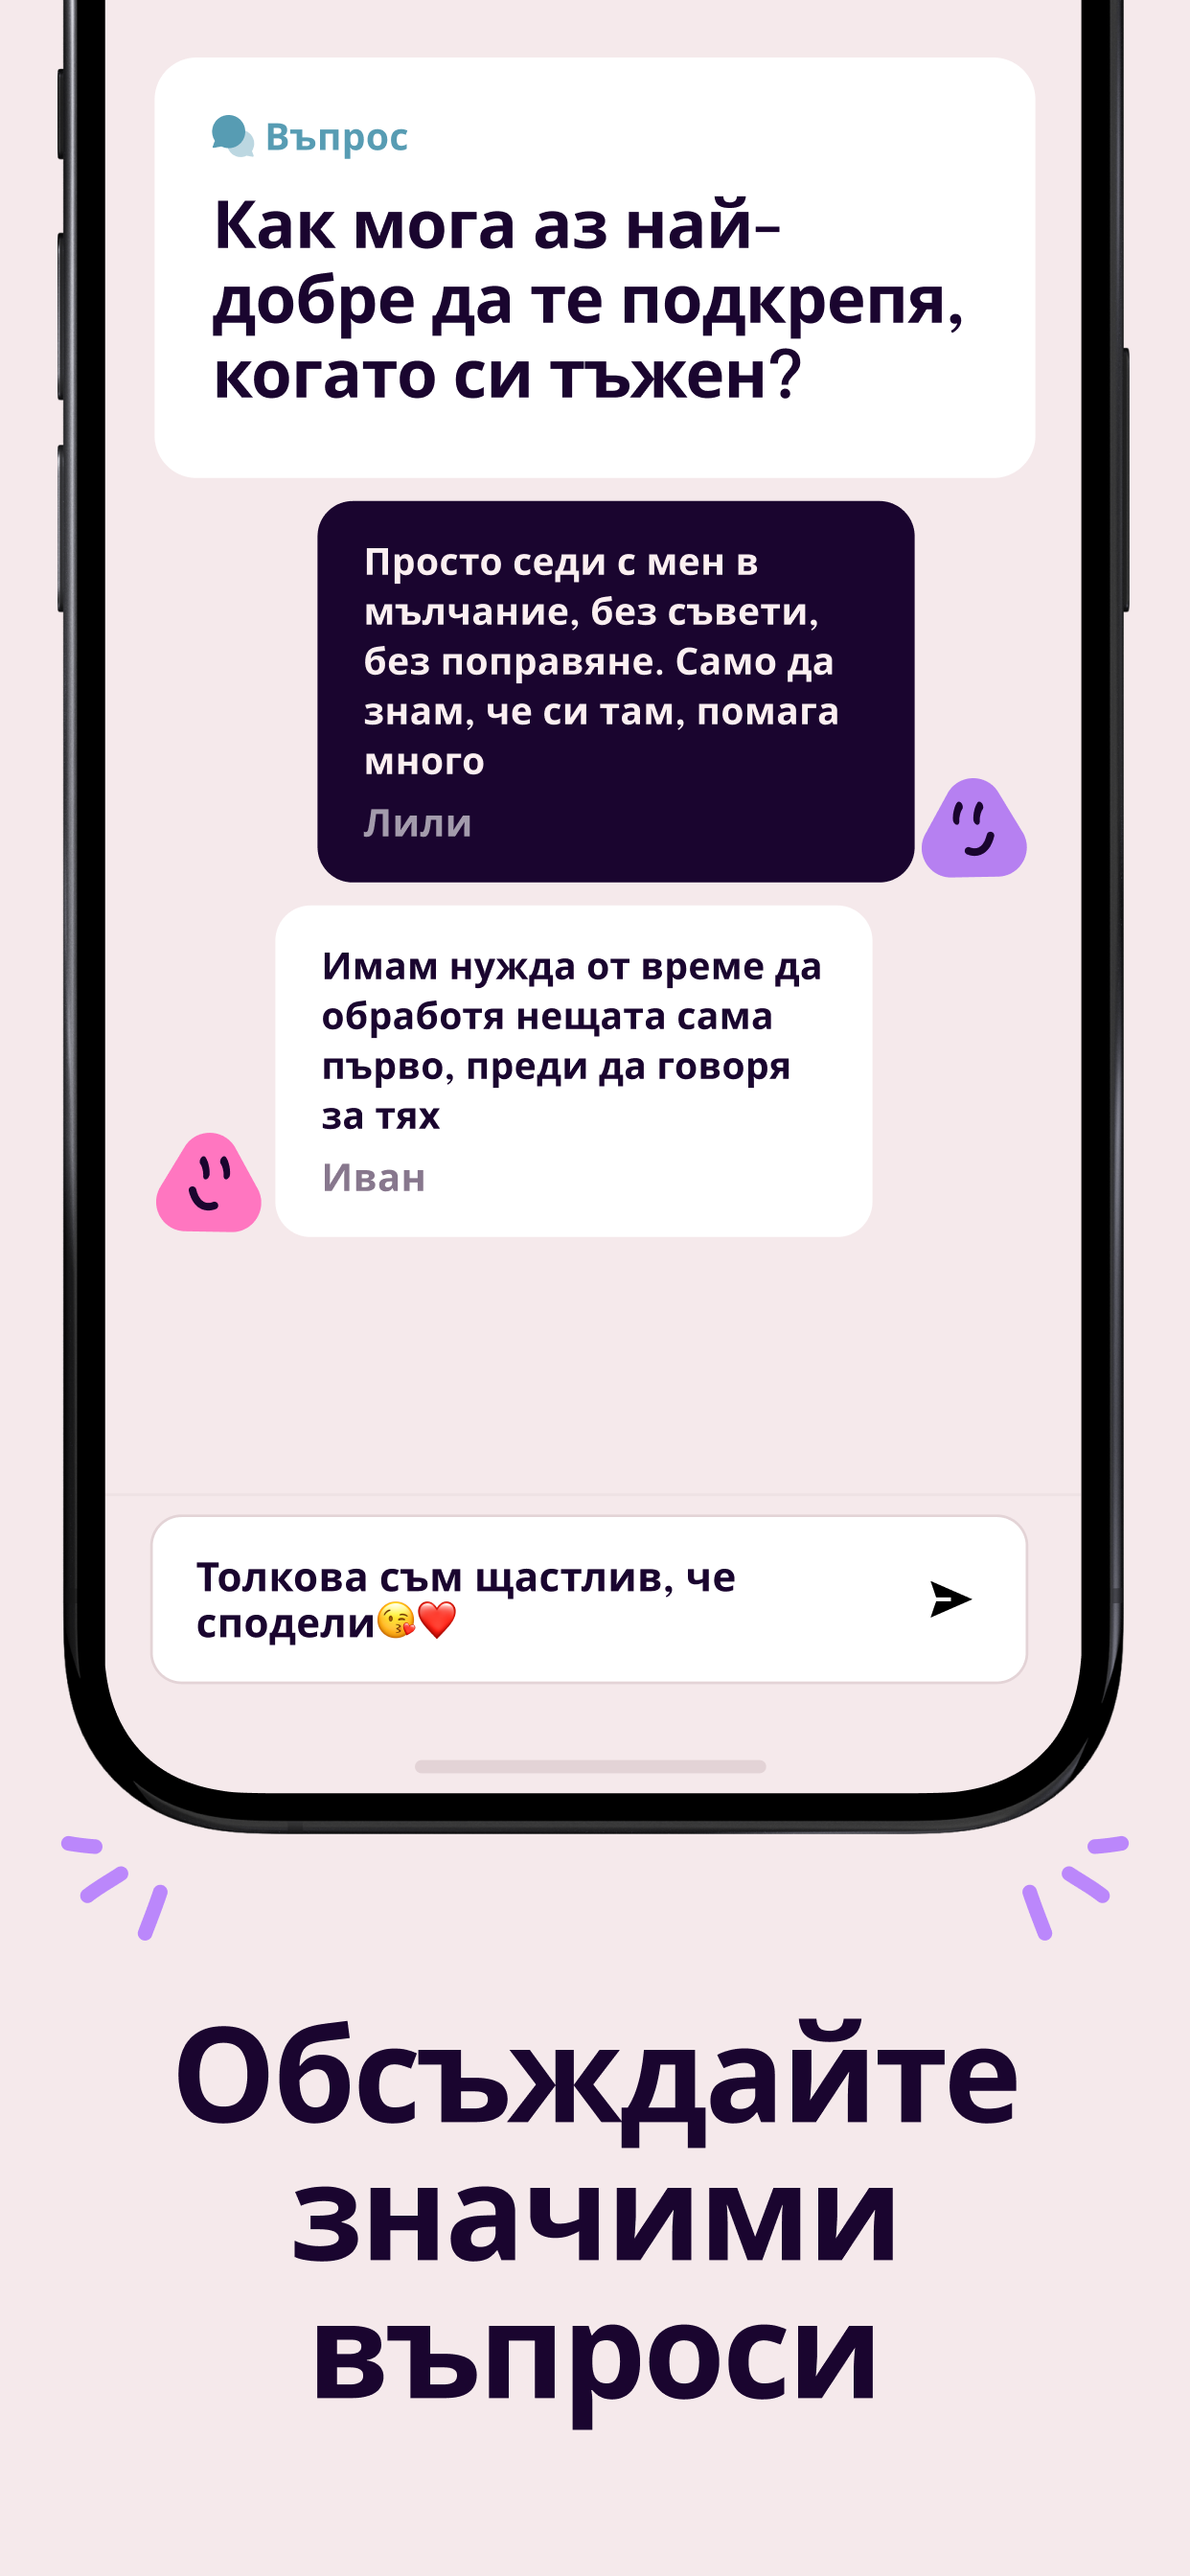 Въпрос
Как мога аз най-
добре да те подкрепя,
когато си тъжен?
Просто седи с мен в
мълчание, без съвети,
без поправяне. Само да
знам, че си там, помага
много
Лили
Имам нужда от време да
обработя нещата сама
първо, преди да говоря
за тях
Иван
Толкова съм щастлив, че
сподели😘❤️
Обсъждайте
значими
въпроси